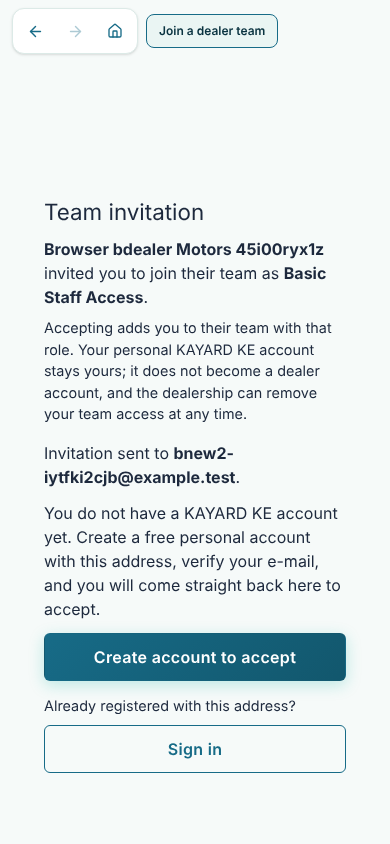 Join a dealer team
Team invitation
Browser bdealer Motors 45i00ryx1z
invited you to join their team as Basic
Staff Access.
Accepting adds you to their team with that
role. Your personal KAYARD KE account
stays yours; it does not become a dealer
account, and the dealership can remove
your team access at any time.
Invitation sent to bnew2-
iytfki2cjb@example.test.
You do not have a KAYARD KE account
yet. Create a free personal account
with this address, verify your e-mail,
and you will come straight back here to
accept.
Create account to accept
Already registered with this address?
Sign in